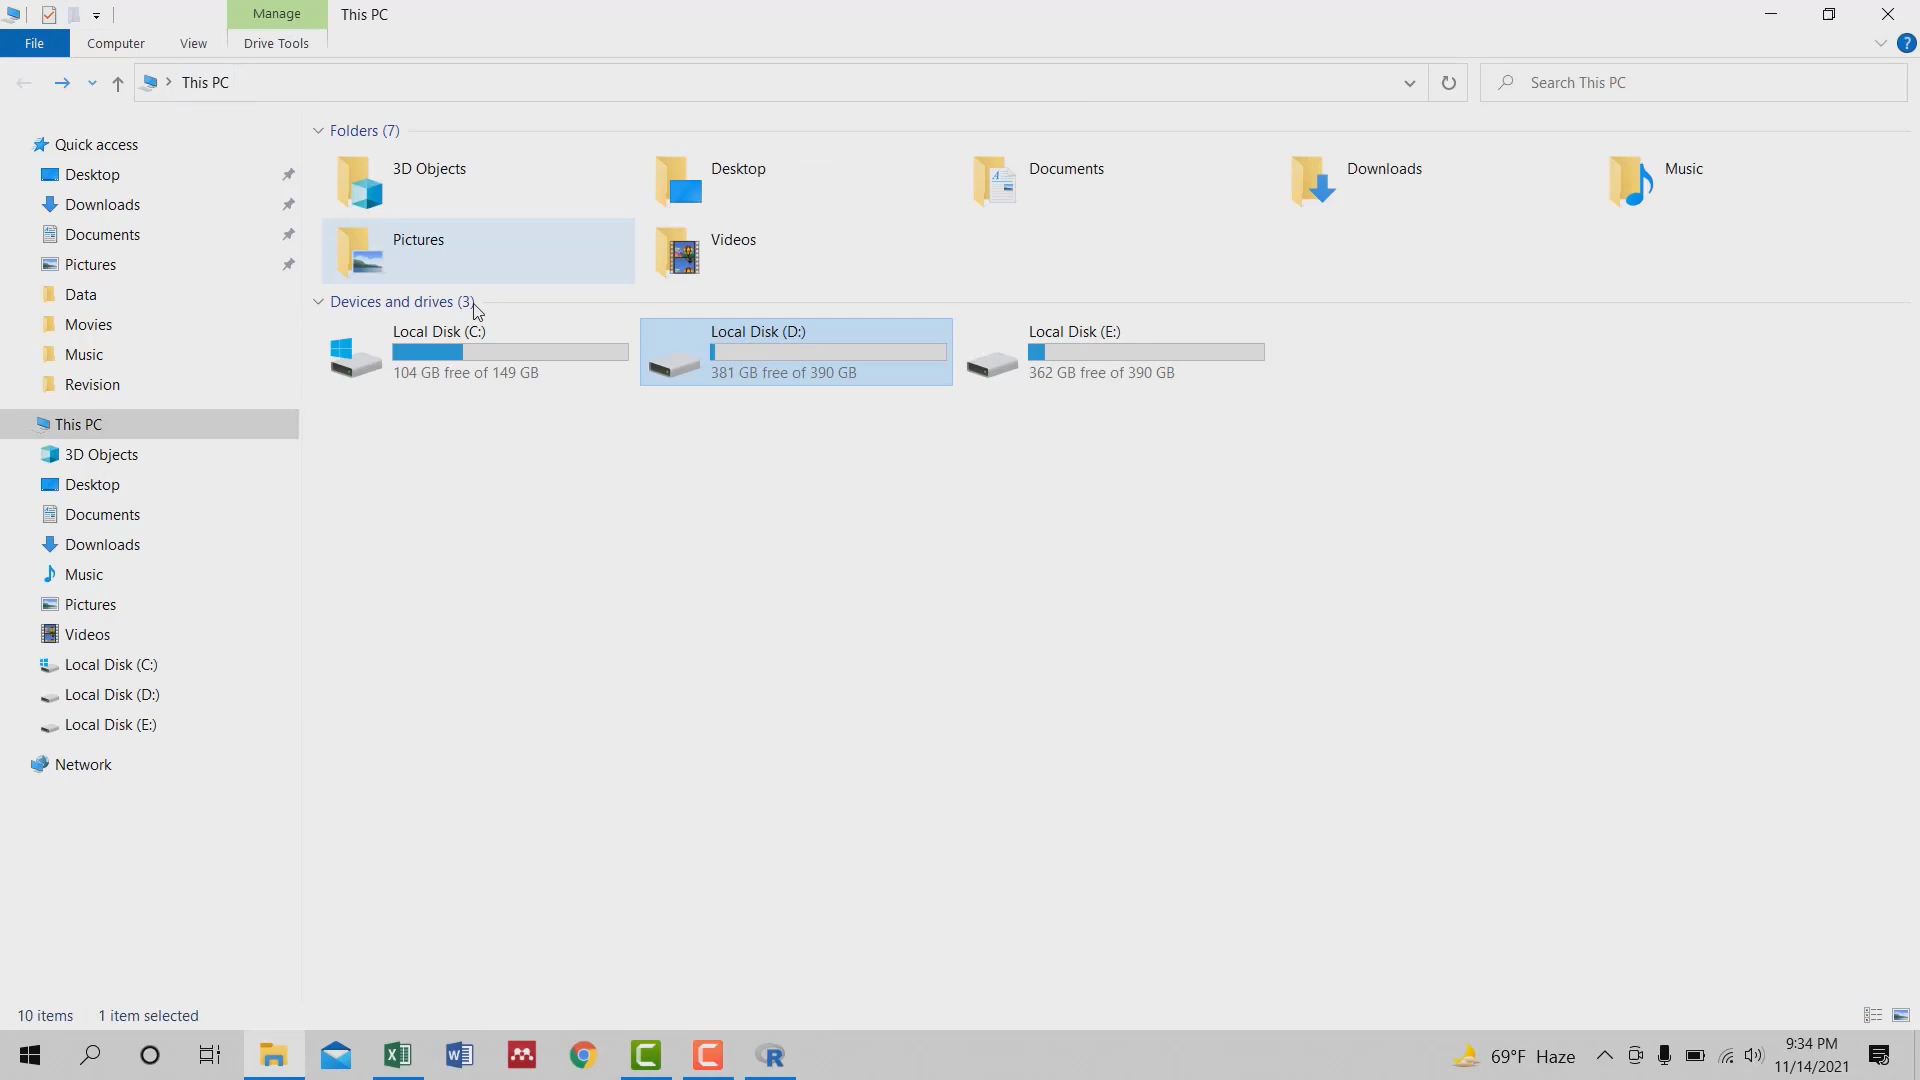 Manage
This PC
File
Computer
View
Drive Tools
This PC
Search This PC
Quick access
Desktop
Downloads
Documents
Pictures
Data
Movies
Music
Revision
This PC
3D Objects
Desktop
Documents
Downloads
Music
Pictures
Videos
Local Disk (C:)
Local Disk (D:)
Local Disk (E:)
Network
Folders (7)
3D Objects
Desktop
Documents
Downloads
Music
Pictures
Videos
Devices and drives (3)
Local Disk (C:)
104 GB free of 149 GB
Local Disk (D:)
381 GB free of 390 GB
Local Disk (E:)
362 GB free of 390 GB
10 items
1 item selected
69°F Haze
9:34 PM
11/14/2021